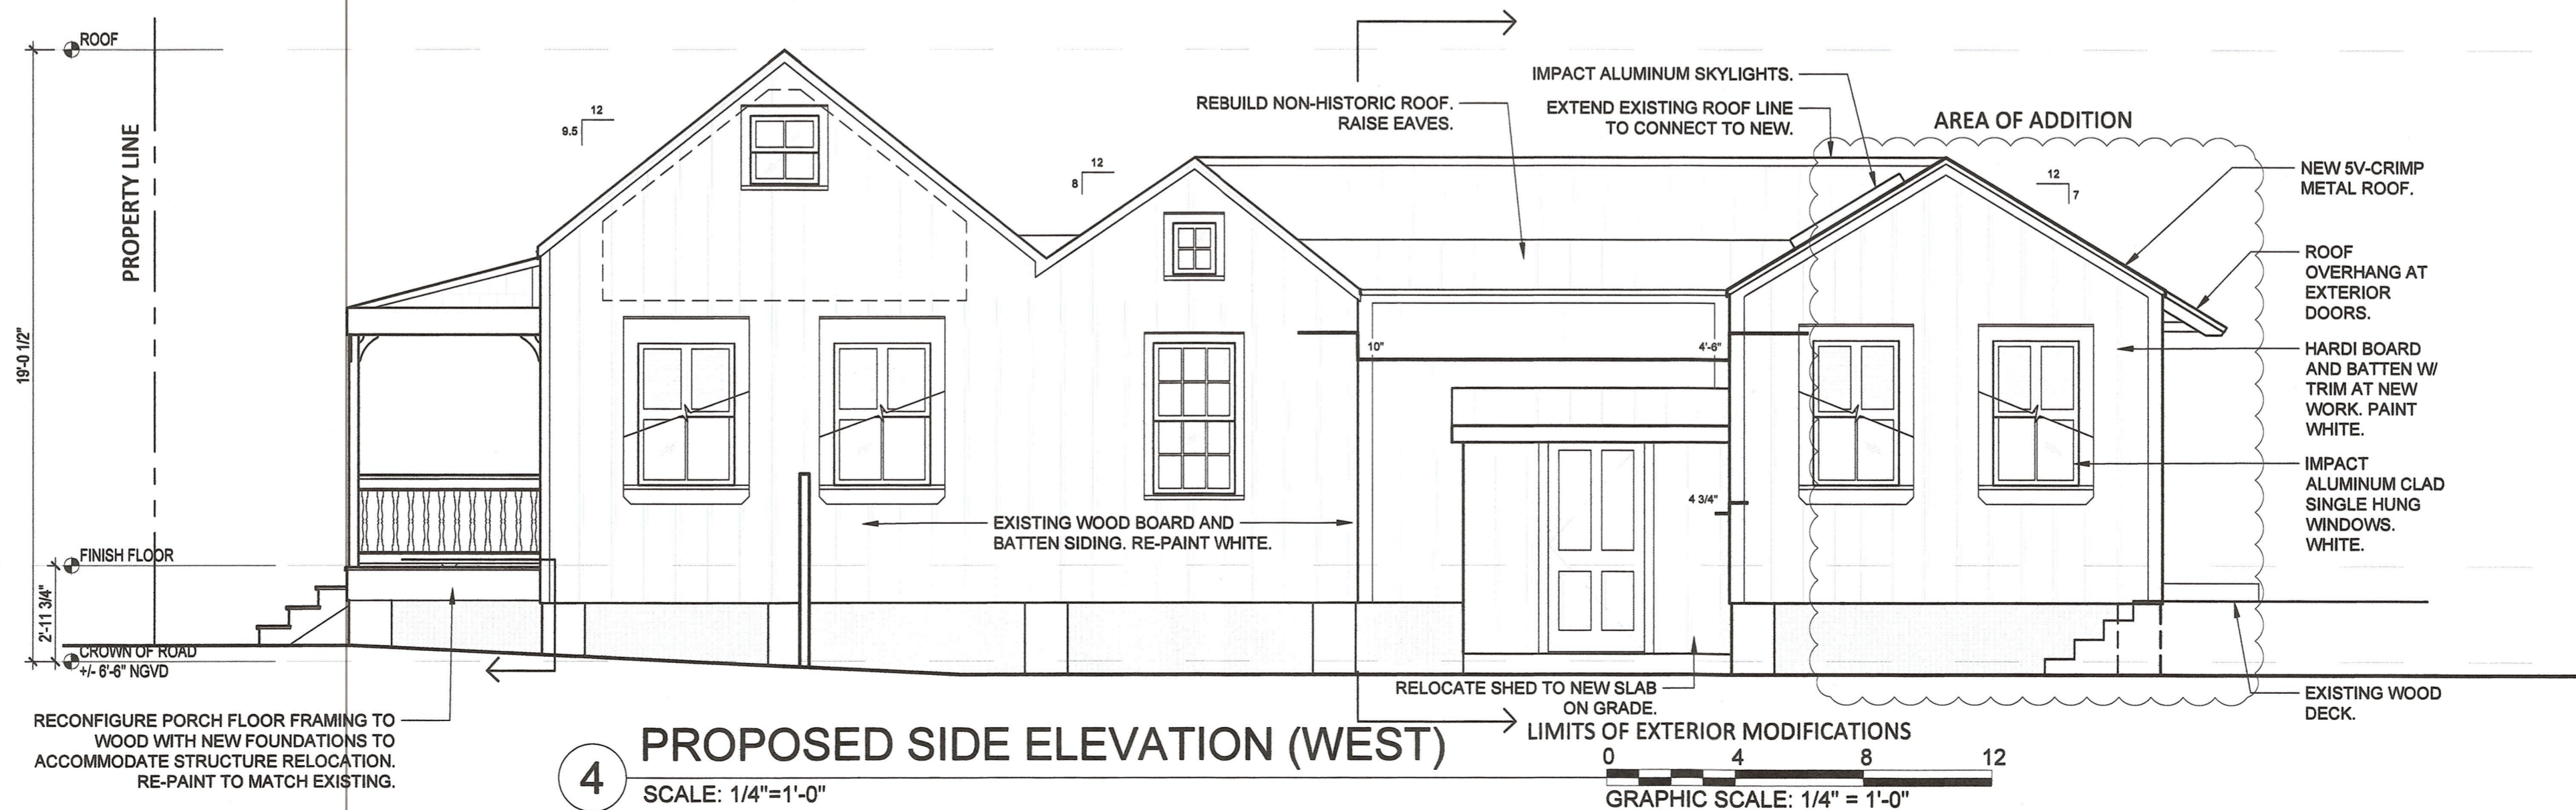 ROOF
PROPERTY LINE
19'-0 1/2"
FINISH FLOOR
2'-11 3/4"
CROWN OF ROAD
+/- 6'-6" NGVD
12
9.5
12
8
12
7
REBUILD NON-HISTORIC ROOF.
RAISE EAVES.
IMPACT ALUMINUM SKYLIGHTS.
EXTEND EXISTING ROOF LINE
TO CONNECT TO NEW.
AREA OF ADDITION
NEW 5V-CRIMP
METAL ROOF.
ROOF
OVERHANG AT
EXTERIOR
DOORS.
HARDI BOARD
AND BATTEN W/
TRIM AT NEW
WORK. PAINT
WHITE.
IMPACT
ALUMINUM CLAD
SINGLE HUNG
WINDOWS.
WHITE.
EXISTING WOOD
DECK.
10"
4'-6"
4 3/4"
EXISTING WOOD BOARD AND
BATTEN SIDING. RE-PAINT WHITE.
RELOCATE SHED TO NEW SLAB
ON GRADE.
RECONFIGURE PORCH FLOOR FRAMING TO
WOOD WITH NEW FOUNDATIONS TO
ACCOMMODATE STRUCTURE RELOCATION.
RE-PAINT TO MATCH EXISTING.
4
PROPOSED SIDE ELEVATION (WEST)
SCALE: 1/4"=1'-0"
LIMITS OF EXTERIOR MODIFICATIONS
0 4 8 12
GRAPHIC SCALE: 1/4" = 1'-0"